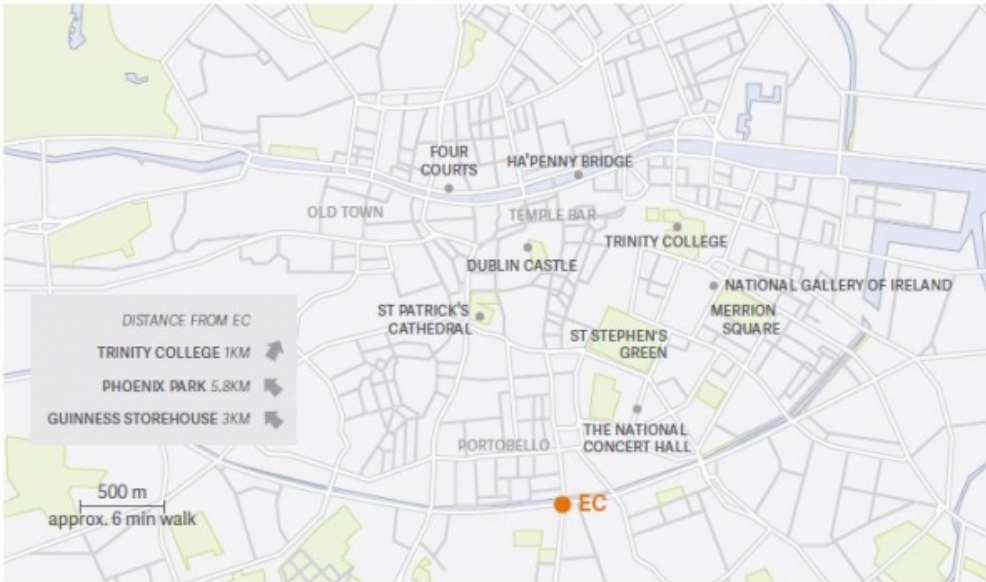 FOUR
COURTS
HA'PENNY BRIDGE
OLD TOWN
TEMPLE BAR
TRINITY COLLEGE
DUBLIN CASTLE
NATIONAL GALLERY OF IRELAND
ST PATRICK'S
CATHEDRAL
MERRION
SQUARE
ST STEPHEN'S
GREEN
DISTANCE FROM EC
TRINITY COLLEGE 1KM
PHOENIX PARK 5.8KM
GUINNESS STOREHOUSE 3KM
THE NATIONAL
CONCERT HALL
PORTOBELLO
500 m
approx. 6 min walk
EC